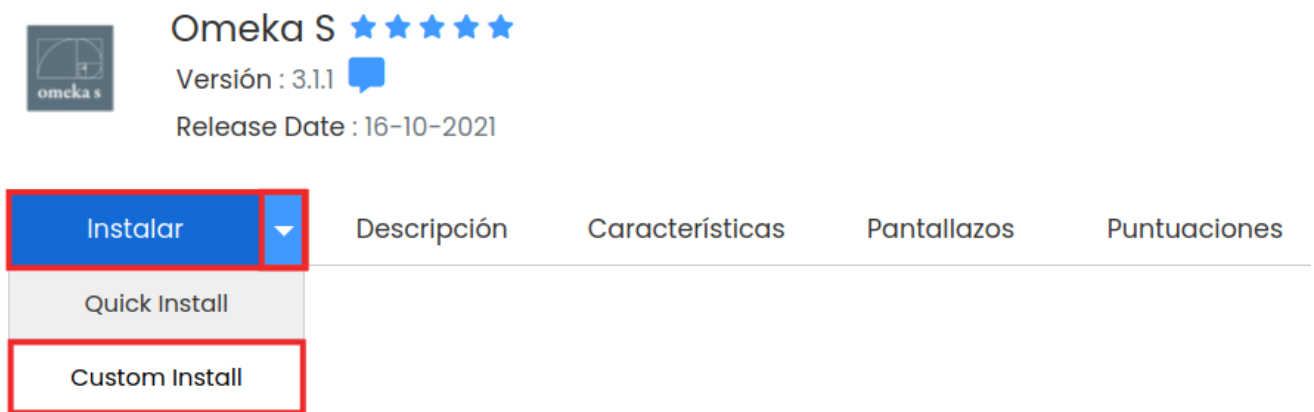 Omeka S
omeka s
Versión : 3.1.1
Release Date : 16-10-2021
Instalar Descripción Características Pantallazos Puntuaciones
Quick Install
Custom Install